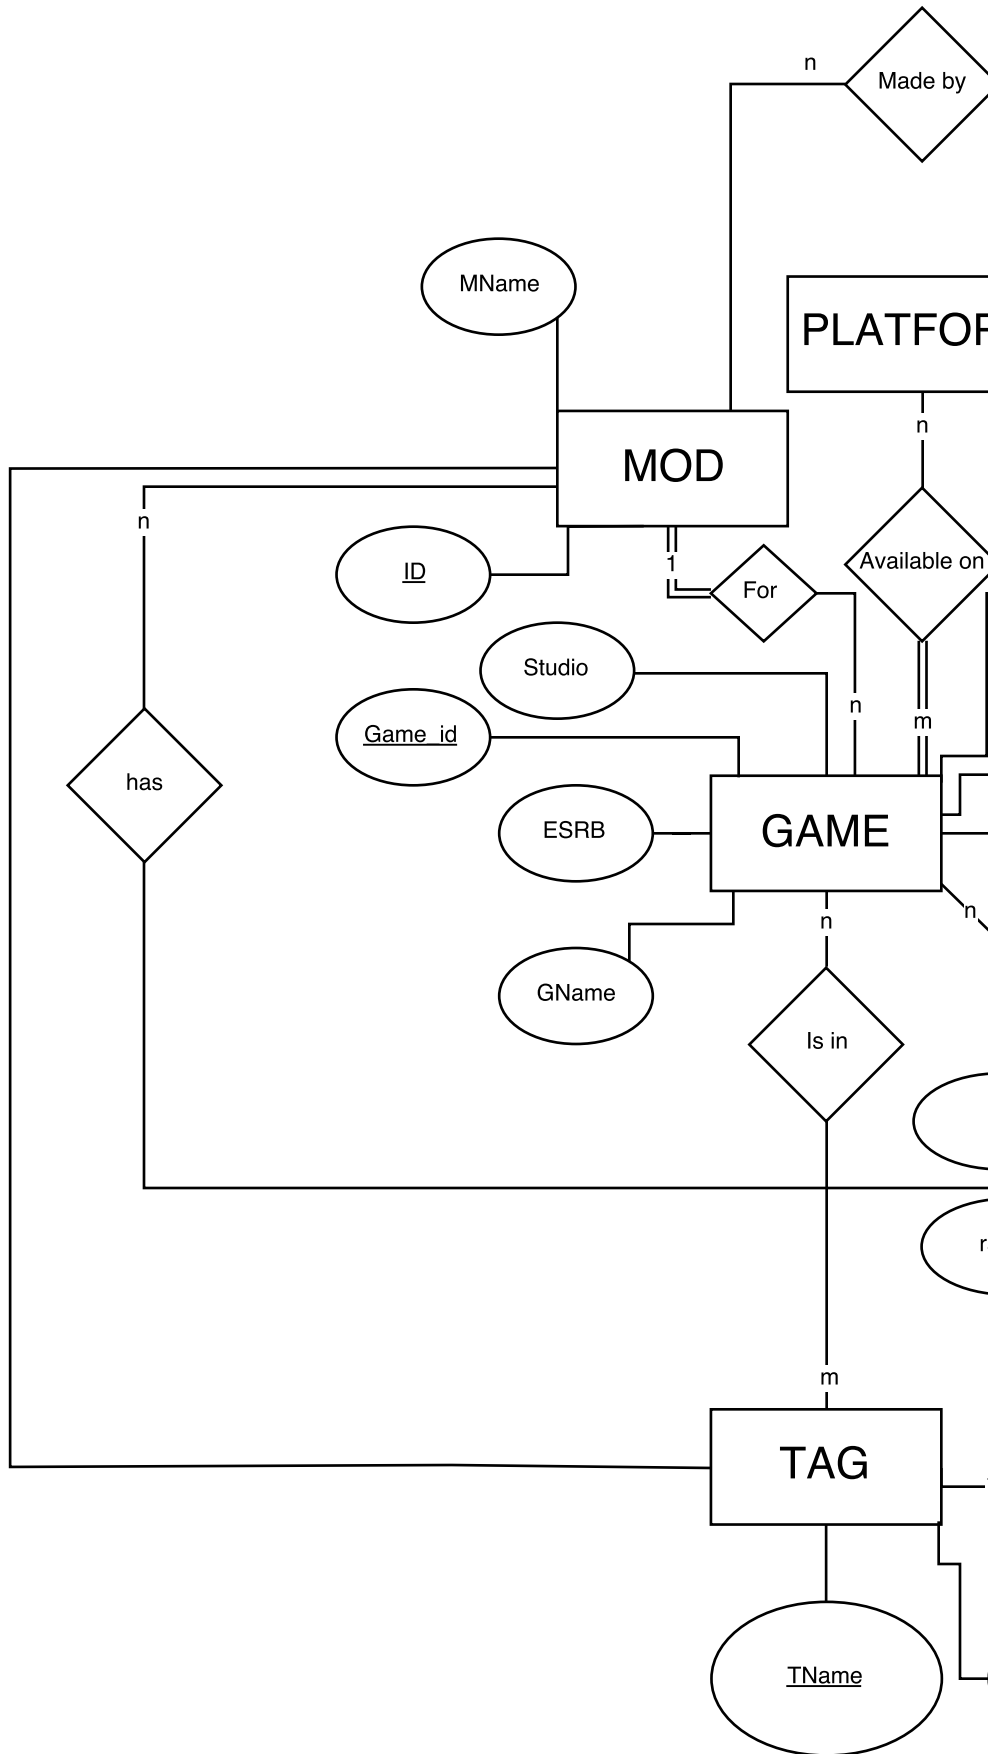 n
Made by
MName
PLATFOR
n
MOD
n
Available on
ID
1
For
Studio
n
m
Game_id
has
ESRB
GAME
n
n
GName
Is in
r
m
TAG
TName